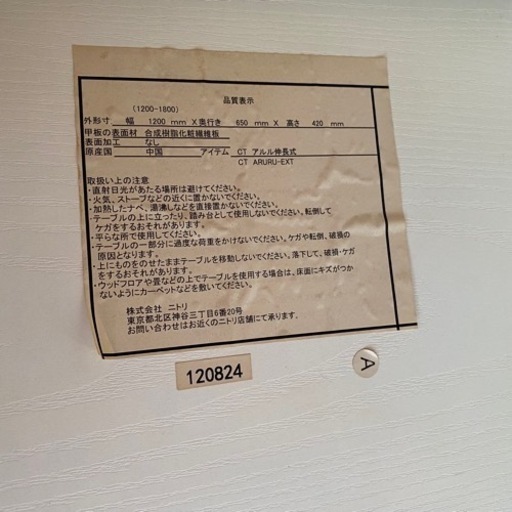 品質表示
(1200-1800)
外形寸 幅 1200 mm X 奥行き 650 mm X 高さ 420 mm
甲板の表面材 合成樹脂化粧繊維板
表面加工 なし
原産国 中国 アイテム CT アルル伸長式
CT ARURU-EXT
取扱い上の注意
・直射日光があたる場所は避けてください。
・火気、ストーブなどの近くに置かないでください。
・加熱したナベ、湯沸しなどを直接置かないでください。
・テーブルの上に立ったり、踏み台として使用しないでください。転倒して
ケガをするおそれがあります。
・平らな所で使用してください。
・テーブルの一部分に過度な荷重をかけないでください。ケガや転倒、破損の
原因となります。
・上にものをのせたままテーブルを移動しないでください。落下して、破損・ケガ
をするおそれがあります。
・ウッドフロアや畳などの上でテーブルを使用する場合は、床面にキズがつか
ないようにカーペットなどを敷いてください。
株式会社 ニトリ
東京都北区神谷三丁目6番20号
お問い合わせはお近くのニトリ店舗にて承ります。
120824
A